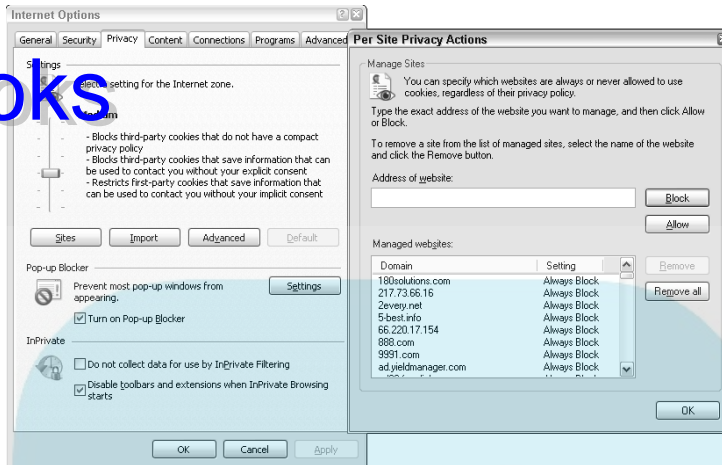 Internet Options
General Security Privacy Content Connections Programs Advanced
Settings
setting for the Internet zone.
oks
- Blocks third-party cookies that do not have a compact
privacy policy
- Blocks third-party cookies that save information that can
be used to contact you without your explicit consent
- Restricts first-party cookies that save information that
can be used to contact you without your implicit consent
Sites Import Advanced Default
Pop-up Blocker
Prevent most pop-up windows from
appearing.
Settings
Turn on Pop-up Blocker
InPrivate
Do not collect data for use by InPrivate Filtering
Disable toolbars and extensions when InPrivate Browsing
starts
OK Cancel Apply
Per Site Privacy Actions
Manage Sites
You can specify which websites are always or never allowed to use
cookies, regardless of their privacy policy.
Type the exact address of the website you want to manage, and then click Allow
or Block.
To remove a site from the list of managed sites, select the name of the website
and click the Remove button.
Address of website:
Block
Allow
Managed websites:
Domain Setting
Remove
180solutions.com Always Block
Remove all
217.73.66.16 Always Block
2every.net Always Block
5-best.info Always Block
66.220.17.154 Always Block
888.com Always Block
9991.com Always Block
ad.yieldmanager.com Always Block
OK